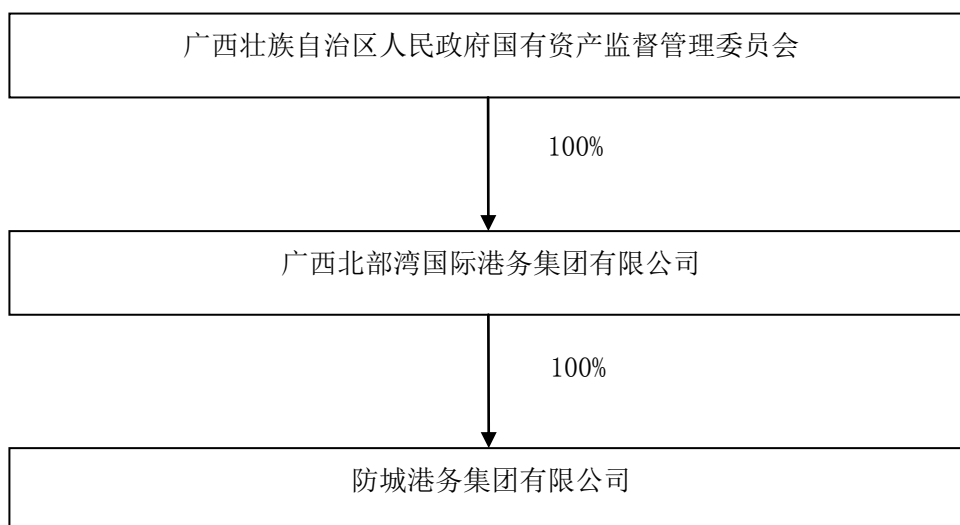 广西壮族自治区人民政府国有资产监督管理委员会
100%
广西北部湾国际港务集团有限公司
100%
防城港务集团有限公司